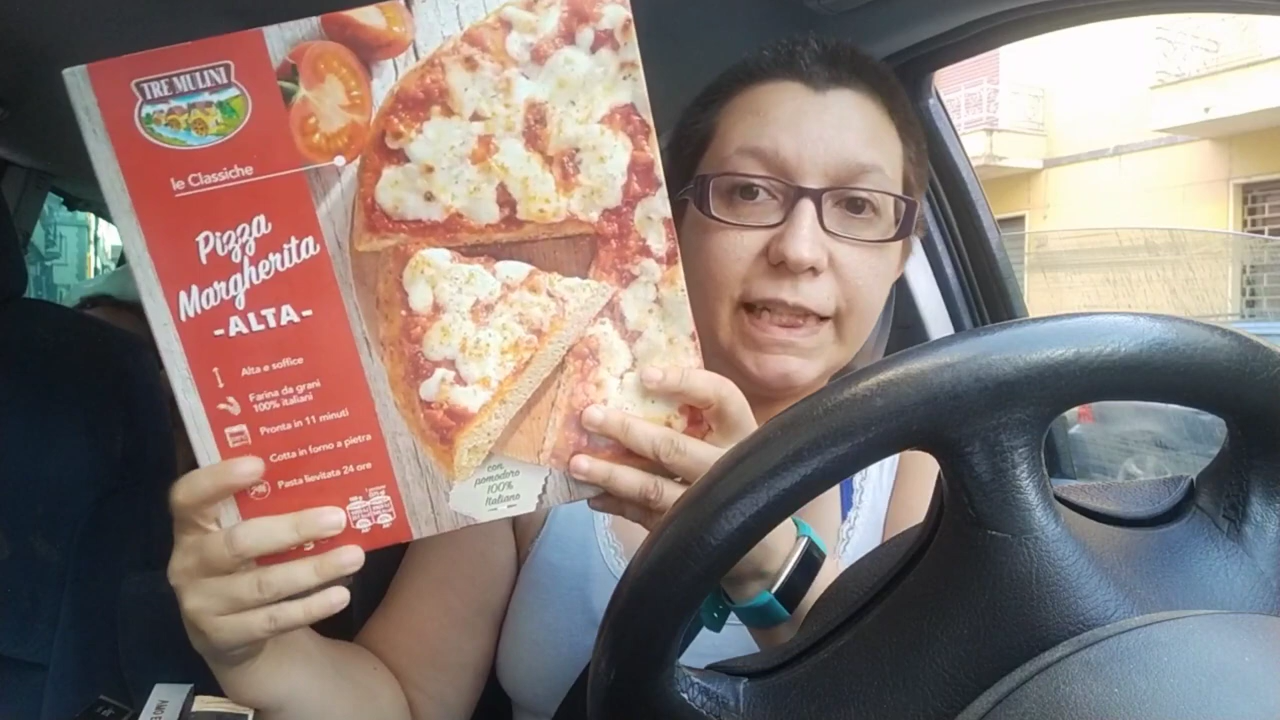 TRE MULINI
le Classiche
Pizza
Margherita
-ALTA-
Alta e soffice
Farina da grani
100% italiani
Pronta in 11 minuti
Cotta in forno a pietra
Pasta lievitata 24 ore
con
pomodoro
100%
Italiano